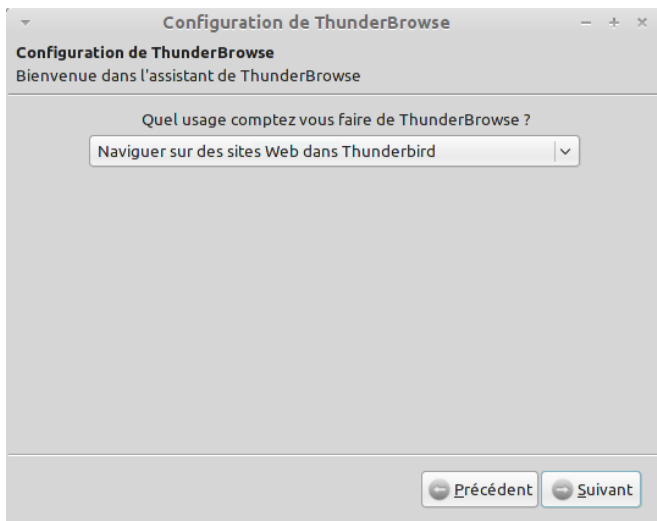 Configuration de ThunderBrowse
Configuration de ThunderBrowse
Bienvenue dans l'assistant de ThunderBrowse
Quel usage comptez vous faire de ThunderBrowse ?
Naviguer sur des sites Web dans Thunderbird
Précédent
Suivant